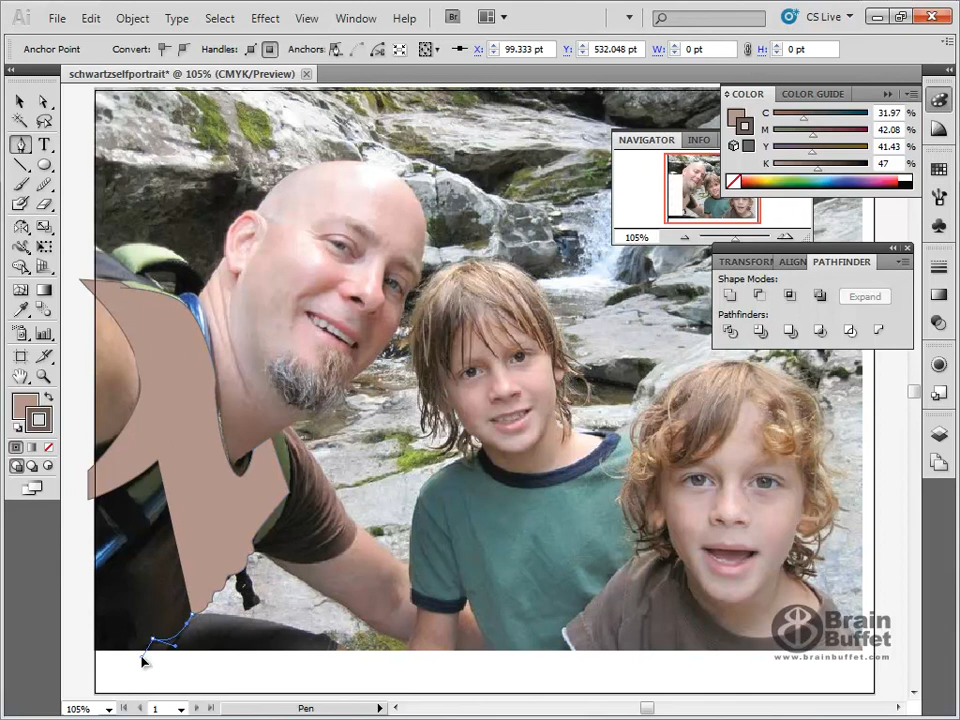 Ai File Edit Object Type Select Effect View Window Help Br CS Live
Anchor Point Convert: Handles: Anchors: X: 99.333 pt Y: 532.048 pt W: 0 pt H: 0 pt
schwartzselfportrait* @ 105% (CMYK/Preview)
COLOR COLOR GUIDE
C 31.97 %
M 42.08 %
Y 41.43 %
K 47 %
NAVIGATOR INFO
105%
TRANSFORM ALIGN PATHFINDER
Shape Modes:
Expand
Pathfinders:
Brain
Buffet
www.brainbuffet.com
105% 1 Pen